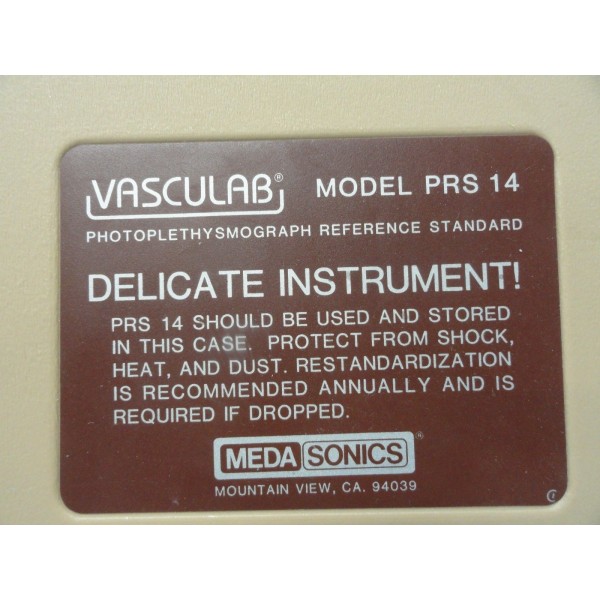 VASCULAB® MODEL PRS 14
PHOTOPLETHYSMOGRAPH REFERENCE STANDARD
DELICATE INSTRUMENT!
PRS 14 SHOULD BE USED AND STORED
IN THIS CASE. PROTECT FROM SHOCK,
HEAT, AND DUST. RESTANDARDIZATION
IS RECOMMENDED ANNUALLY AND IS
REQUIRED IF DROPPED.
MEDA SONICS®
MOUNTAIN VIEW, CA. 94039